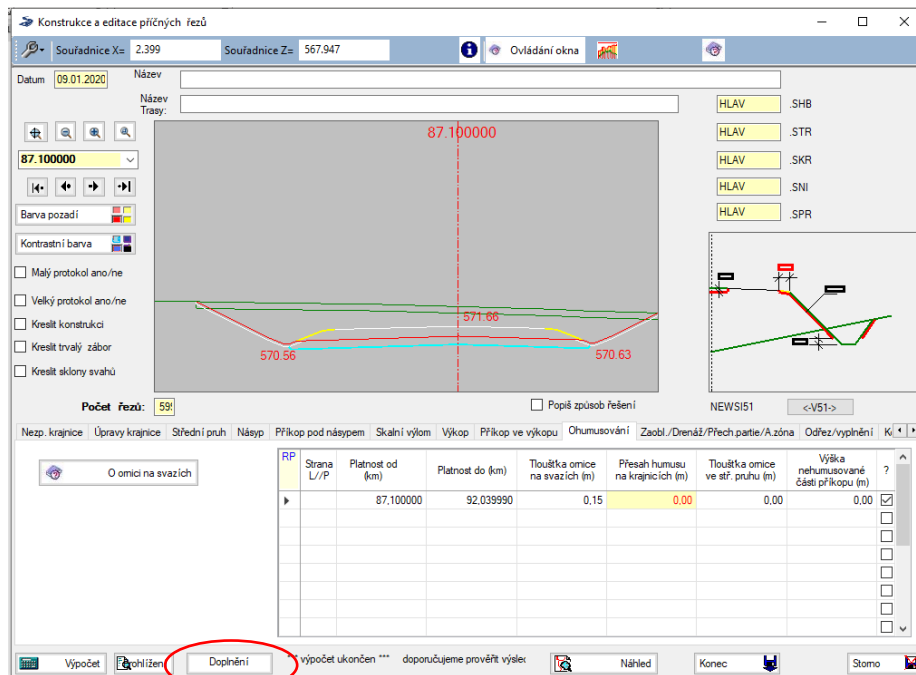 Konstrukce a editace příčných řezů
Souřadnice X= 2.399 Souřadnice Z= 567.947 Ovládání okna
Datum 09.01.2020 Název
Název Trasy:
HLAV .SHB
HLAV .STR
HLAV .SKR
HLAV .SNI
HLAV .SPR
87.100000
Barva pozadí
Kontrastní barva
Malý protokol ano/ne
Velký protokol ano/ne
Kreslit konstrukci
Kreslit trvalý zábor
Kreslit sklony svahů
87.100000
571.66
570.56 570.63
Počet řezů: 59 Popiš způsob řešení NEWSI51 <-V51->
Nezp. krajnice Úpravy krajnice Střední pruh Násyp Příkop pod násypem Skalní výlom Výkop Příkop ve výkopu Ohumusování Zaobl./Drenáž/Přech.partie/A.zóna Odřez/vyplnění
O ornici na svazích
RP Strana L//P Platnost od (km) Platnost do (km) Tloušťka ornice na svazích (m) Přesah humusu na krajnicích (m) Tloušťka ornice ve stř. pruhu (m) Výška nehumusované části příkopu (m) ?
87,100000 92,039990 0,15 0,00 0,00 0,00
Výpočet Prohlížen Doplnění *** výpočet ukončen *** doporučujeme prověřit výsled Náhled Konec Storno